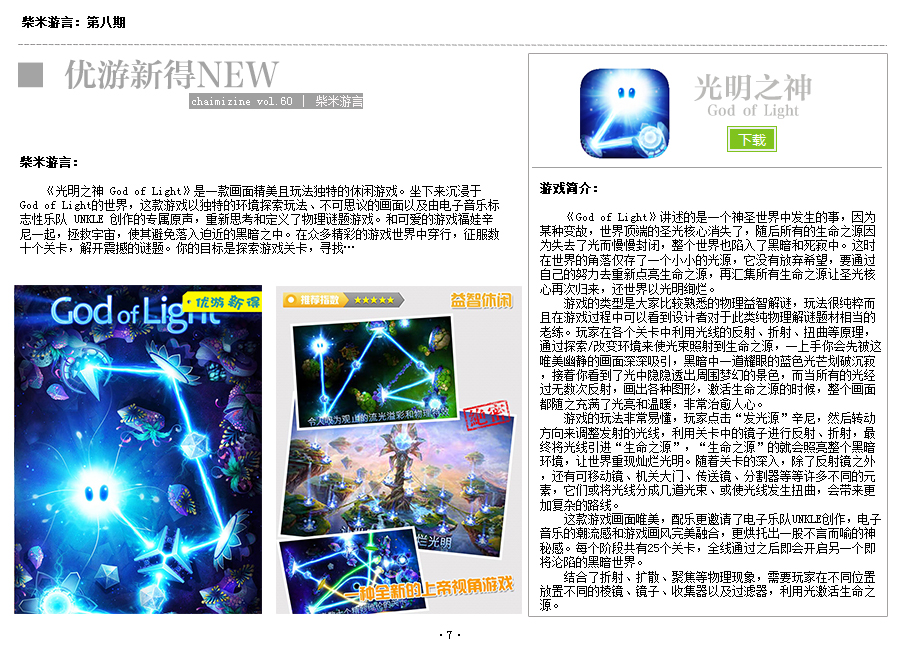 柴米游言：第八期
优游新得NEW
chaimizine vol.60 | 柴米游言
柴米游言：
《光明之神 God of Light》是一款画面精美且玩法独特的休闲游戏。坐下来沉浸于
God of Light的世界，这款游戏以独特的环境探索玩法、不可思议的画面以及由电子音乐标
志性乐队 UNKLE 创作的专属原声，重新思考和定义了物理谜题游戏。和可爱的游戏福娃辛
尼一起，拯救宇宙，使其避免落入迫近的黑暗之中。在众多精彩的游戏世界中穿行，征服数
十个关卡，解开震撼的谜题。你的目标是探索游戏关卡，寻找…
God of Light
优游新得
推荐指数 ★★★★★
益智休闲
令人叹为观止的流光溢彩和物理特效
烂光明
一种全新的上帝视角游戏
光明之神
God of Light
下载
游戏简介：
《God of Light》讲述的是一个神圣世界中发生的事，因为
某种变故，世界顶端的圣光核心消失了，随后所有的生命之源因
为失去了光而慢慢封闭，整个世界也陷入了黑暗和死寂中。这时
在世界的角落仅存了一个小小的光源，它没有放弃希望，要通过
自己的努力去重新点亮生命之源，再汇集所有生命之源让圣光核
心再次归来，还世界以光明绚烂。
游戏的类型是大家比较熟悉的物理益智解谜，玩法很纯粹而
且在游戏过程中可以看到设计者对于此类纯物理解谜题材相当的
老练。玩家在各个关卡中利用光线的反射、折射、扭曲等原理，
通过探索/改变环境来使光束照射到生命之源，一上手你会先被这
唯美幽静的画面深深吸引，黑暗中一道耀眼的蓝色光芒划破沉寂
，接着你看到了光中隐隐透出周围梦幻的景色，而当所有的光经
过无数次反射，画出各种图形，激活生命之源的时候，整个画面
都随之充满了光亮和温暖，非常治愈人心。
游戏的玩法非常易懂，玩家点击“发光源”辛尼，然后转动
方向来调整发射的光线，利用关卡中的镜子进行反射、折射，最
终将光线引进“生命之源”，“生命之源”的就会照亮整个黑暗
环境，让世界重现灿烂光明。随着关卡的深入，除了反射镜之外
，还有可移动镜、机关大门、传送镜、分割器等等许多不同的元
素，它们或将光线分成几道光束、或使光线发生扭曲，会带来更
加复杂的路线。
这款游戏画面唯美，配乐更邀请了电子乐队UNKLE创作，电子
音乐的潮流感和游戏画风完美融合，更烘托出一股不言而喻的神
秘感。每个阶段共有25个关卡，全线通过之后即会开启另一个即
将沦陷的黑暗世界。
结合了折射、扩散、聚焦等物理现象，需要玩家在不同位置
放置不同的棱镜、镜子、收集器以及过滤器，利用光激活生命之
源。
· 7 ·